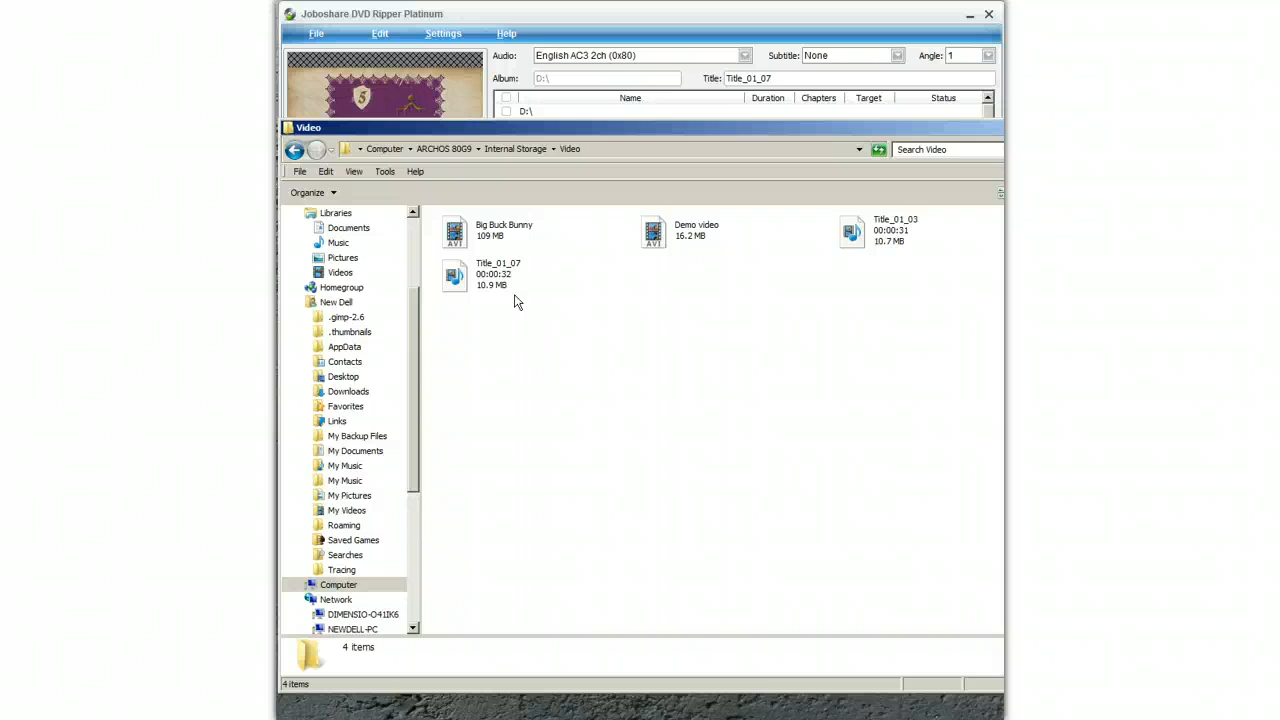 Joboshare DVD Ripper Platinum
File Edit Settings Help
Audio: English AC3 2ch (0x80) Subtitle: None Angle: 1
Album: D:\ Title: Title_01_07
Name Duration Chapters Target Status
D:\
5
Video
Computer ARCHOS 80G9 Internal Storage Video Search Video
File Edit View Tools Help
Organize
Libraries
Documents
Music
Pictures
Videos
Homegroup
New Dell
.gimp-2.6
.thumbnails
AppData
Contacts
Desktop
Downloads
Favorites
Links
My Backup Files
My Documents
My Music
My Music
My Pictures
My Videos
Roaming
Saved Games
Searches
Tracing
Computer
Network
DIMENSIO-O41IK6
NEWDELL-PC
AVI
Big Buck Bunny
109 MB
AVI
Demo video
16.2 MB
Title_01_03
00:00:31
10.7 MB
Title_01_07
00:00:32
10.9 MB
4 items
4 items